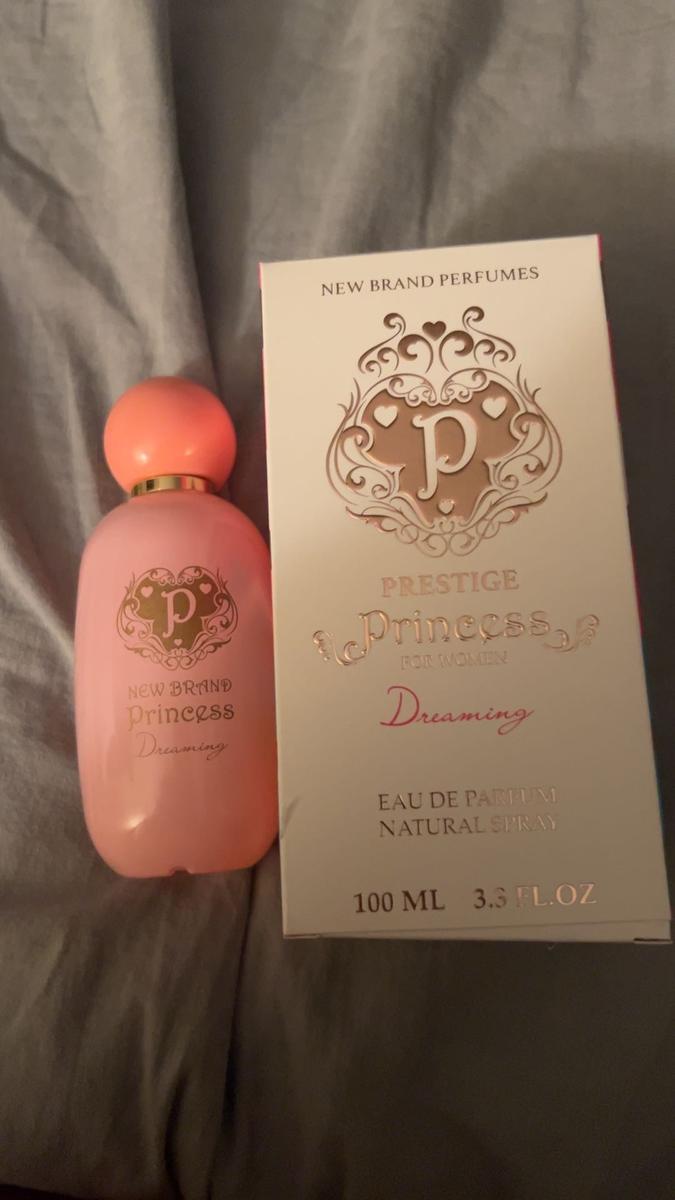 NEW BRAND PERFUMES
P
PRESTIGE
Princess
FOR WOMEN
Dreaming
EAU DE PARFUM
NATURAL SPRAY
100 ML 3.3 FL.OZ
P
NEW BRAND
Princess
Dreaming